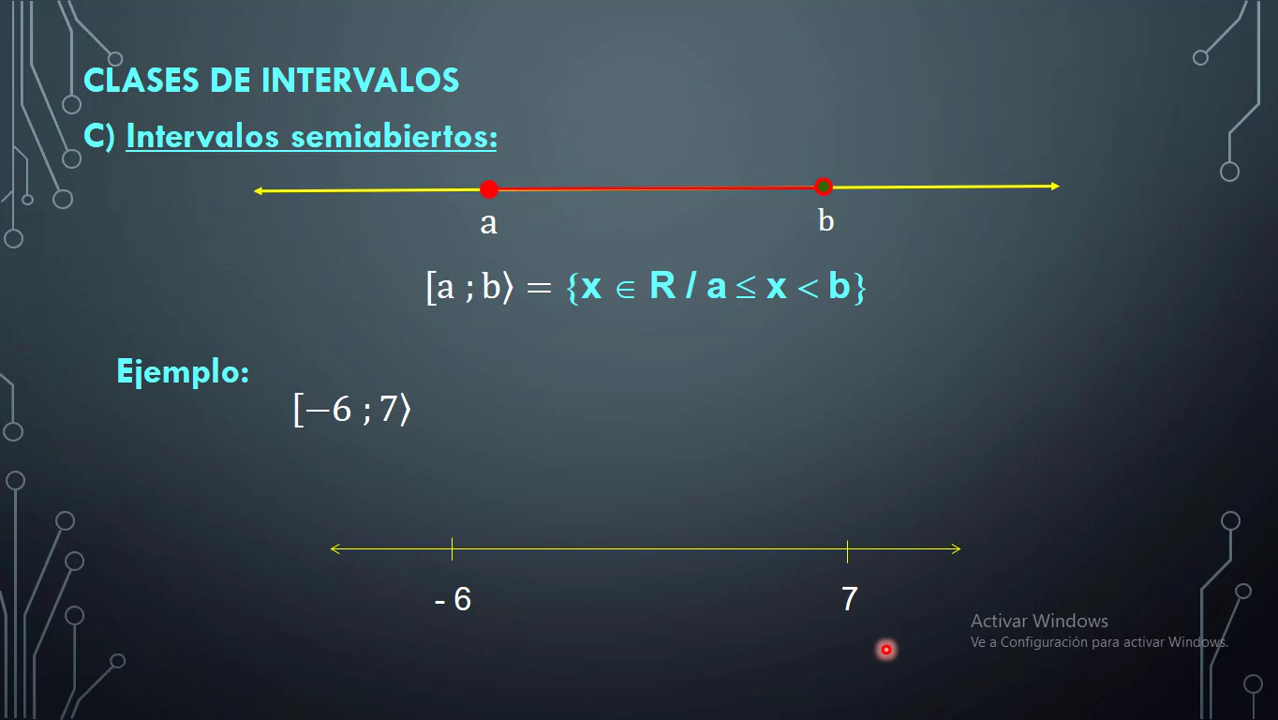 CLASES DE INTERVALOS
C) Intervalos semiabiertos:
a b
[a ; b⟩ = {x ∈ R / a ≤ x < b}
Ejemplo:
[−6 ; 7⟩
- 6 7
Activar Windows
Ve a Configuración para activar Windows.